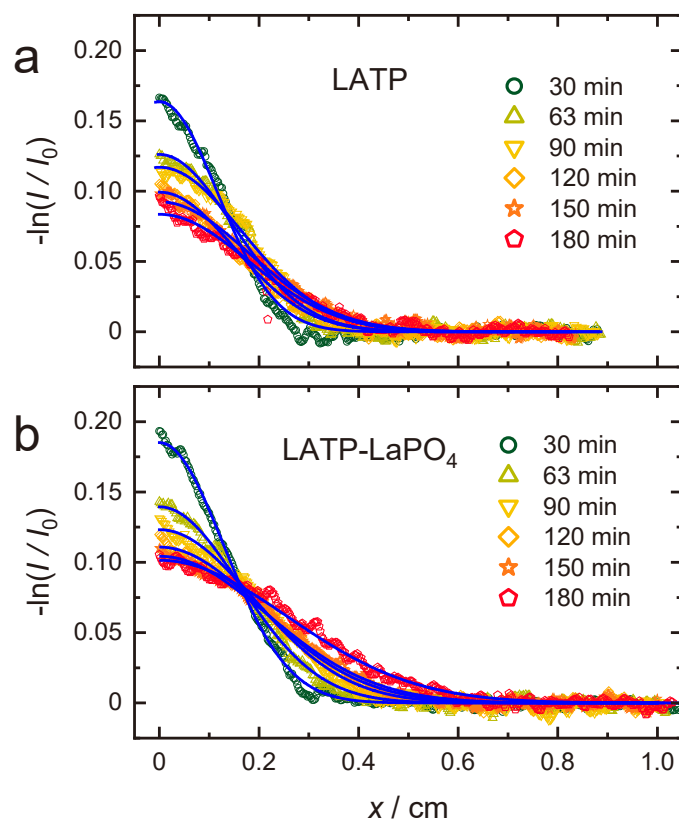 a
LATP
0.20
0.15
0.10
0.05
0
-ln(I / I₀)
30 min
63 min
90 min
120 min
150 min
180 min
b
LATP-LaPO₄
0.20
0.15
0.10
0.05
0
-ln(I / I₀)
30 min
63 min
90 min
120 min
150 min
180 min
0 0.2 0.4 0.6 0.8 1.0
x / cm